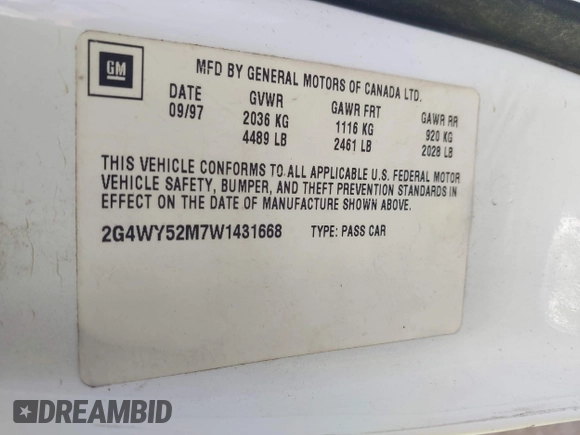 GM
MFD BY GENERAL MOTORS OF CANADA LTD.
DATE GVWR GAWR FRT GAWR RR
09/97 2036 KG 1116 KG 920 KG
4489 LB 2461 LB 2028 LB
THIS VEHICLE CONFORMS TO ALL APPLICABLE U.S. FEDERAL MOTOR
VEHICLE SAFETY, BUMPER, AND THEFT PREVENTION STANDARDS IN
EFFECT ON THE DATE OF MANUFACTURE SHOWN ABOVE.
2G4WY52M7W1431668 TYPE: PASS CAR
DREAMBID